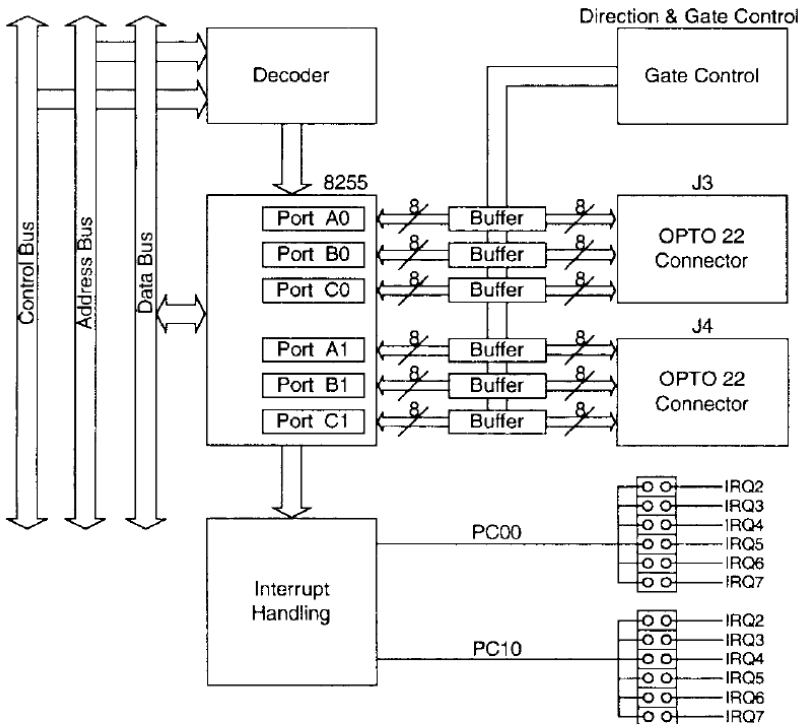 Direction & Gate Control
Decoder
Gate Control
8255
J3
Port A0
8
Buffer
8
OPTO 22
Connector
Port B0
8
Buffer
8
Port C0
8
Buffer
8
Control Bus
Address Bus
Data Bus
J4
Port A1
8
Buffer
8
OPTO 22
Connector
Port B1
8
Buffer
8
Port C1
8
Buffer
8
Interrupt
Handling
PC00
IRQ2
IRQ3
IRQ4
IRQ5
IRQ6
IRQ7
PC10
IRQ2
IRQ3
IRQ4
IRQ5
IRQ6
IRQ7